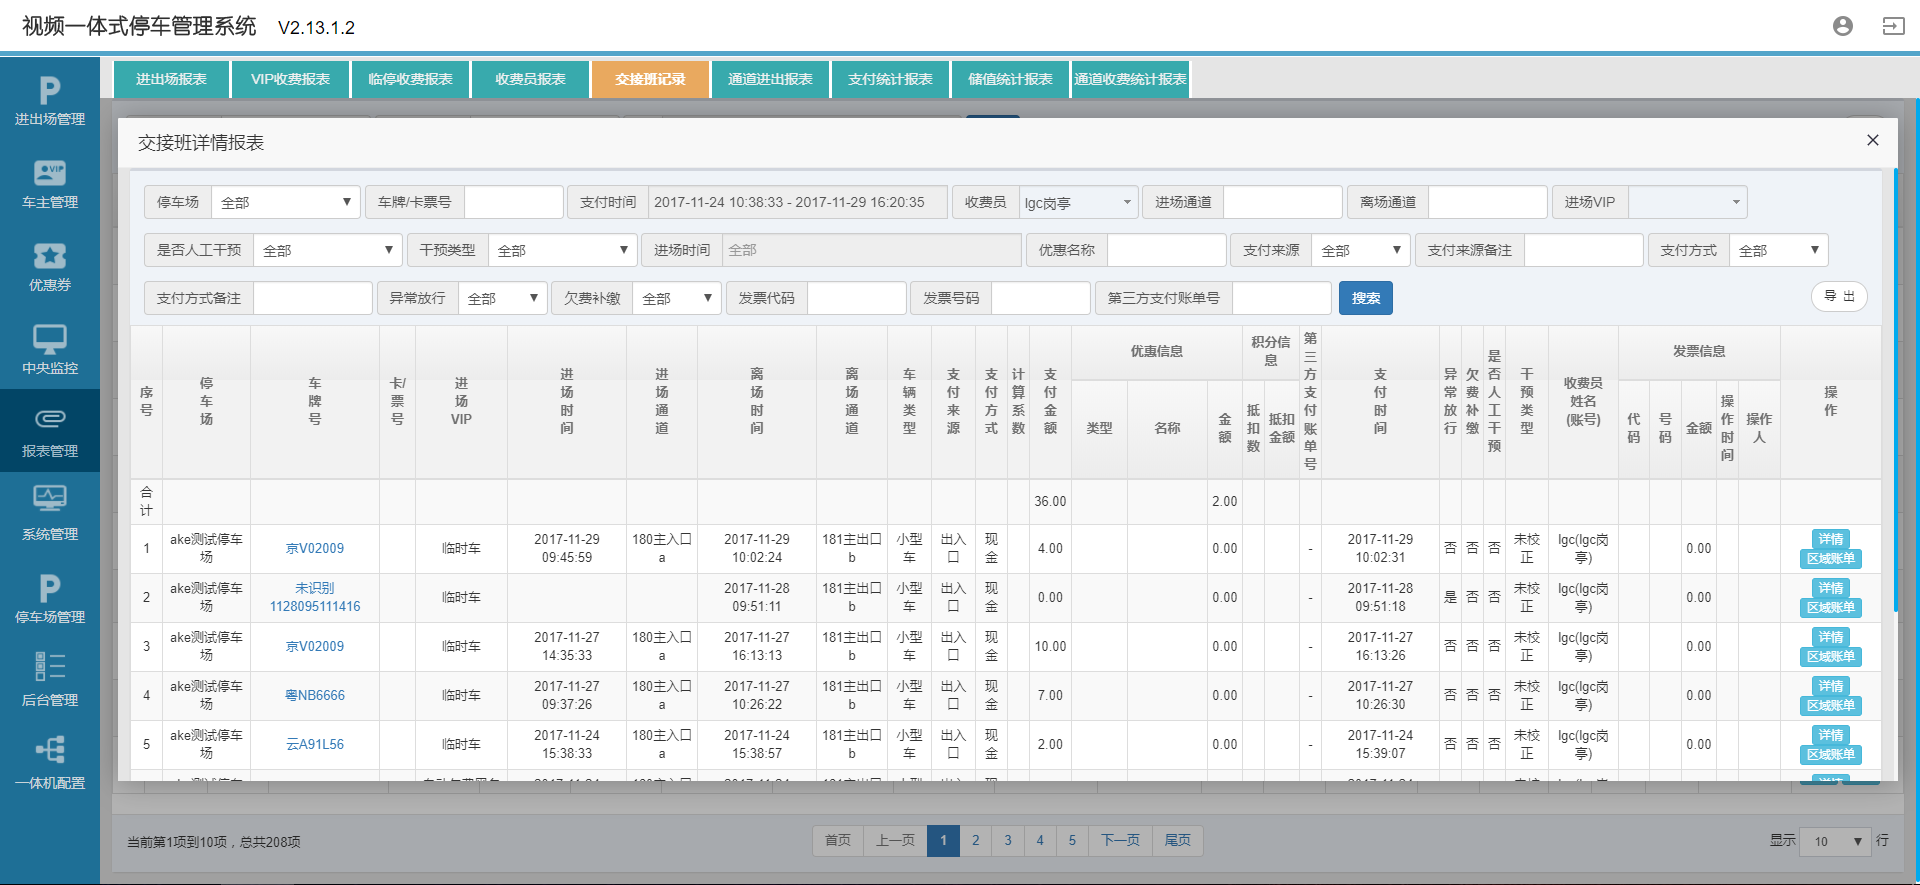 视频一体式停车管理系统 V2.13.1.2
进出场报表 VIP收费报表 临停收费报表 收费员报表 交接班记录 通道进出报表 支付统计报表 储值统计报表 通道收费统计报表
进出场管理
车主管理
优惠券
中央监控
报表管理
系统管理
停车场管理
后台管理
一体机配置
交接班详情报表 ×
停车场 全部 车牌/卡票号 支付时间 2017-11-24 10:38:33 - 2017-11-29 16:20:35 收费员 lgc岗亭 进场通道 离场通道 进场VIP
是否人工干预 全部 干预类型 全部 进场时间 全部 优惠名称 支付来源 全部 支付来源备注 支付方式 全部
支付方式备注 异常放行 全部 欠费补缴 全部 发票代码 发票号码 第三方支付账单号 搜索 导 出
序号 停车场 车牌号 卡/票号 进场VIP 进场时间 进场通道 离场时间 离场通道 车辆类型 支付来源 支付方式 计算系数 支付金额 优惠信息 积分信息 第三方支付账单号 支付时间 异常放行 欠费补缴 是否人工干预 干预类型 收费员姓名(账号) 发票信息 操作
类型 名称 金额 抵扣数 抵扣金额 代码 号码 金额 操作时间 操作人
合计 36.00 2.00
1 ake测试停车场 京V02009 临时车 2017-11-29 09:45:59 180主入口a 2017-11-29 10:02:24 181主出口b 小型车 出入口 现金 4.00 0.00 - 2017-11-29 10:02:31 否 否 否 未校正 lgc(lgc岗亭) 0.00 详情 区域账单
2 ake测试停车场 未识别1128095111416 临时车 2017-11-28 09:51:11 181主出口b 小型车 出入口 现金 0.00 0.00 - 2017-11-28 09:51:18 是 否 否 未校正 lgc(lgc岗亭) 0.00 详情 区域账单
3 ake测试停车场 京V02009 临时车 2017-11-27 14:35:33 180主入口a 2017-11-27 16:13:13 181主出口b 小型车 出入口 现金 10.00 0.00 - 2017-11-27 16:13:26 否 否 否 未校正 lgc(lgc岗亭) 0.00 详情 区域账单
4 ake测试停车场 粤NB6666 临时车 2017-11-27 09:37:26 180主入口a 2017-11-27 10:26:22 181主出口b 小型车 出入口 现金 7.00 0.00 - 2017-11-27 10:26:30 否 否 否 未校正 lgc(lgc岗亭) 0.00 详情 区域账单
5 ake测试停车场 云A91L56 临时车 2017-11-24 15:38:33 180主入口a 2017-11-24 15:38:57 181主出口b 小型车 出入口 现金 2.00 0.00 - 2017-11-24 15:39:07 否 否 否 未校正 lgc(lgc岗亭) 0.00 详情 区域账单
当前第1项到10项，总共208项 首页 上一页 1 2 3 4 5 下一页 尾页 显示 10 行